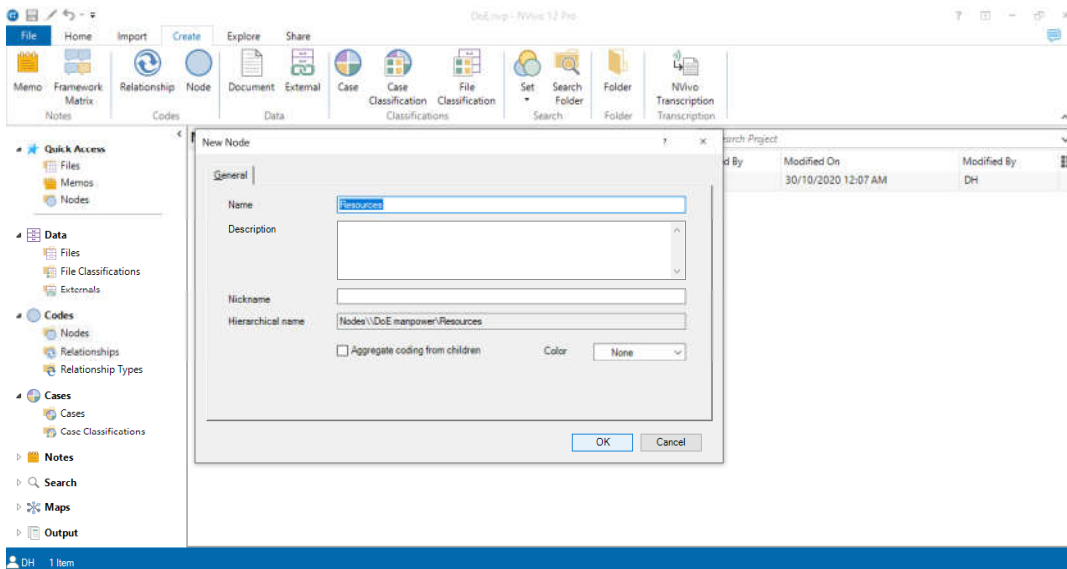 DoE.nvp - NVivo 12 Pro
File Home Import Create Explore Share
Memo Framework Matrix Relationship Node Document External Case Case Classification File Classification Set Search Folder Folder NVivo Transcription
Notes Codes Data Classifications Search Folder Transcription
Quick Access
Files
Memos
Nodes
Data
Files
File Classifications
Externals
Codes
Nodes
Relationships
Relationship Types
Cases
Cases
Case Classifications
Notes
Search
Maps
Output
Search Project
d By Modified On Modified By
30/10/2020 12:07 AM DH
New Node
General
Name Resources
Description
Nickname
Hierarchical name Nodes\\DoE manpower\Resources
Aggregate coding from children Color None
OK Cancel
DH 1 Item